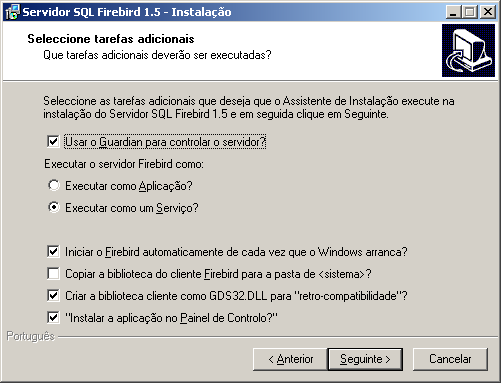 Servidor SQL Firebird 1.5 - Instalação
Seleccione tarefas adicionais
Que tarefas adicionais deverão ser executadas?
Seleccione as tarefas adicionais que deseja que o Assistente de Instalação execute na
instalação do Servidor SQL Firebird 1.5 e em seguida clique em Seguinte.
Usar o Guardian para controlar o servidor?
Executar o servidor Firebird como:
Executar como Aplicação?
Executar como um Serviço?
Iniciar o Firebird automaticamente de cada vez que o Windows arranca?
Copiar a biblioteca do cliente Firebird para a pasta de <sistema>?
Criar a biblioteca cliente como GDS32.DLL para "retro-compatibilidade"?
"Instalar a aplicação no Painel de Controlo?"
Português
< Anterior
Seguinte >
Cancelar